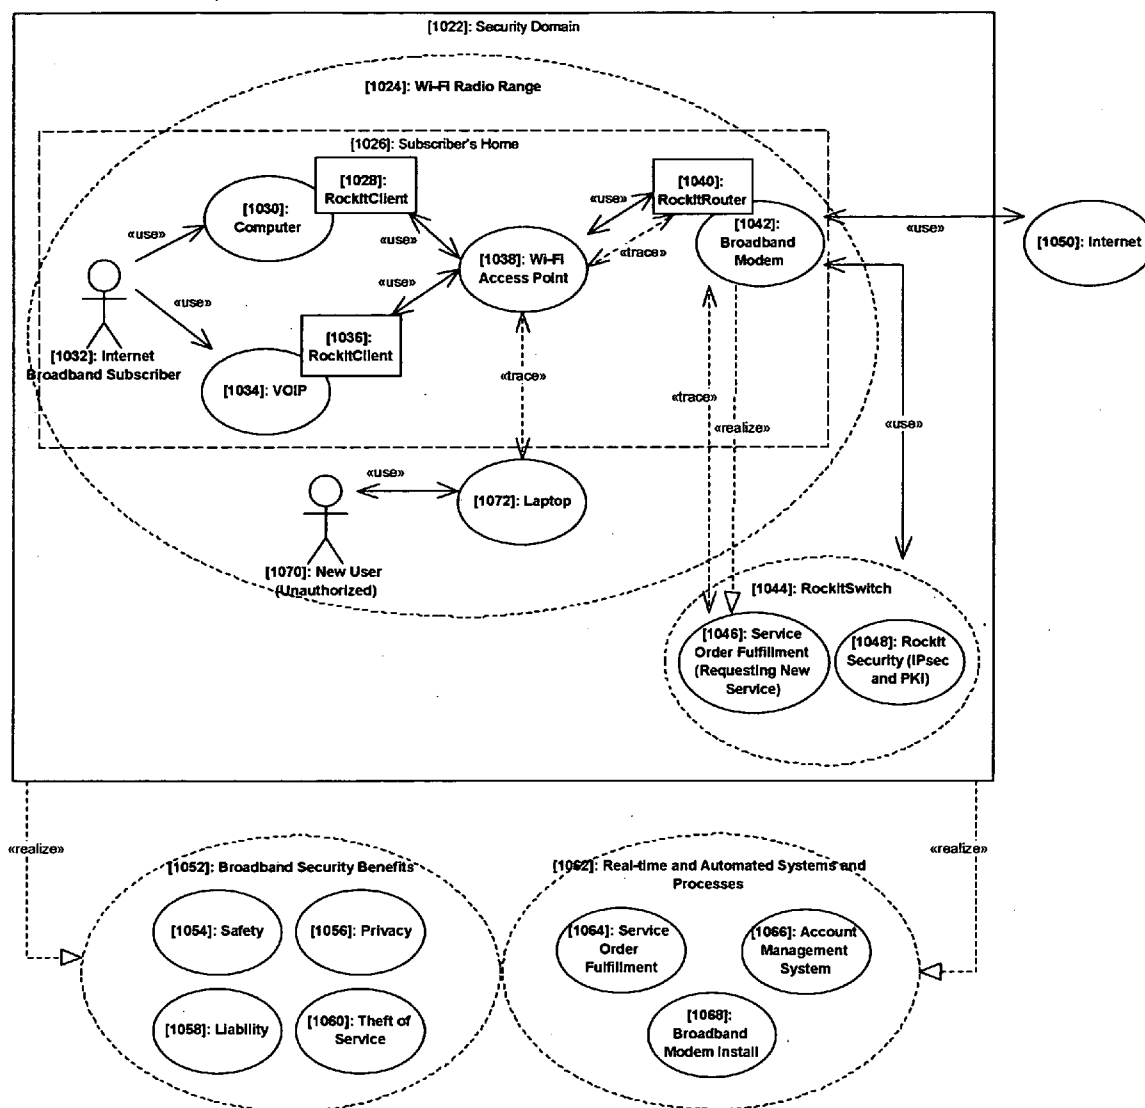 [1022]: Security Domain
[1024]: Wi-Fi Radio Range
[1026]: Subscriber's Home
[1028]:
RockitClient
[1030]:
Computer
«use»
«use»
[1032]: Internet
Broadband Subscriber
[1034]: VOIP
[1036]:
RockitClient
«use»
«use»
[1038]: Wi-Fi
Access Point
«use»
«trace»
[1040]:
RockitRouter
[1042]:
Broadband
Modem
«use»
[1050]: Internet
«trace»
«trace»
«realize»
«use»
«use»
[1072]: Laptop
[1070]: New User
(Unauthorized)
[1044]: RockitSwitch
[1046]: Service
Order Fulfillment
(Requesting New
Service)
[1048]: Rockit
Security (IPsec
and PKI)
«realize»
«realize»
[1052]: Broadband Security Benefits
[1054]: Safety
[1056]: Privacy
[1058]: Liability
[1060]: Theft of
Service
[1062]: Real-time and Automated Systems and
Processes
[1064]: Service
Order
Fulfillment
[1066]: Account
Management
System
[1068]:
Broadband
Modem Install